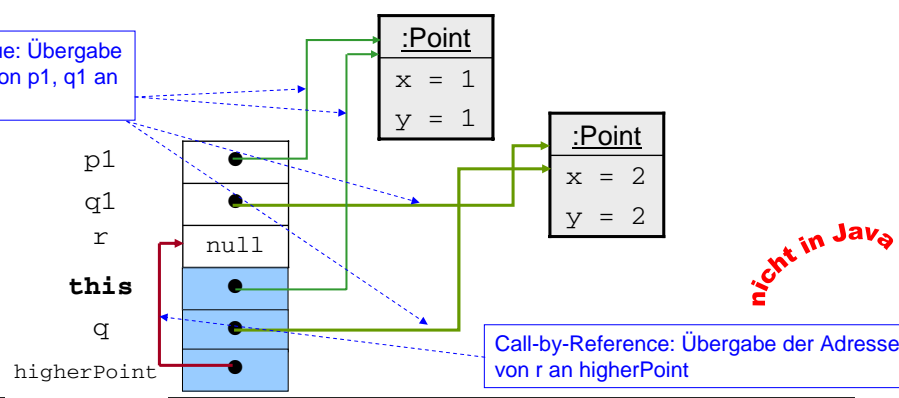 :Point
x = 1
y = 1
ue: Übergabe
on p1, q1 an
:Point
x = 2
y = 2
p1
q1
r
null
this
q
higherPoint
nicht in Java
Call-by-Reference: Übergabe der Adresse
von r an higherPoint